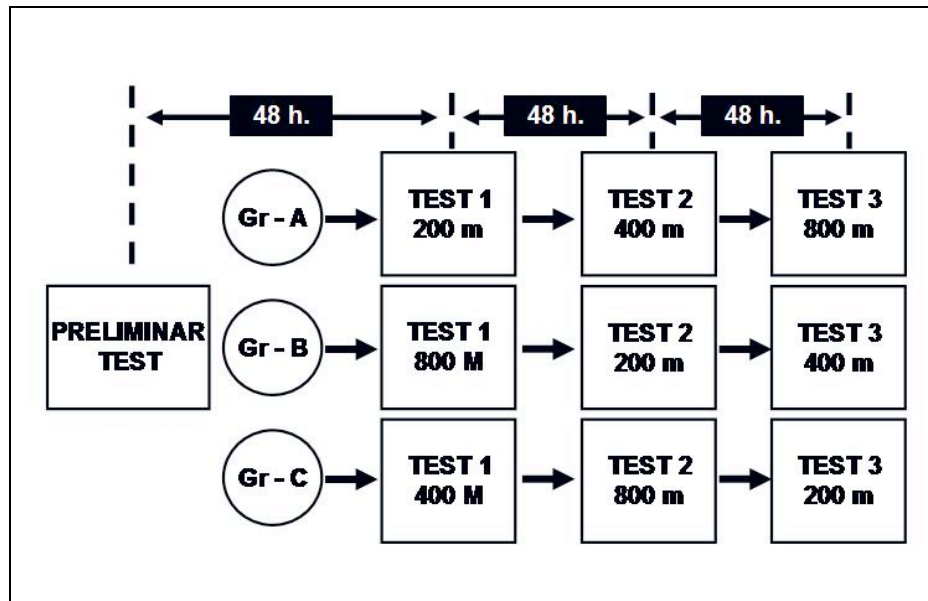 48 h.
48 h.
48 h.
Gr - A
TEST 1
200 m
TEST 2
400 m
TEST 3
800 m
PRELIMINAR
TEST
Gr - B
TEST 1
800 M
TEST 2
200 m
TEST 3
400 m
Gr - C
TEST 1
400 M
TEST 2
800 m
TEST 3
200 m